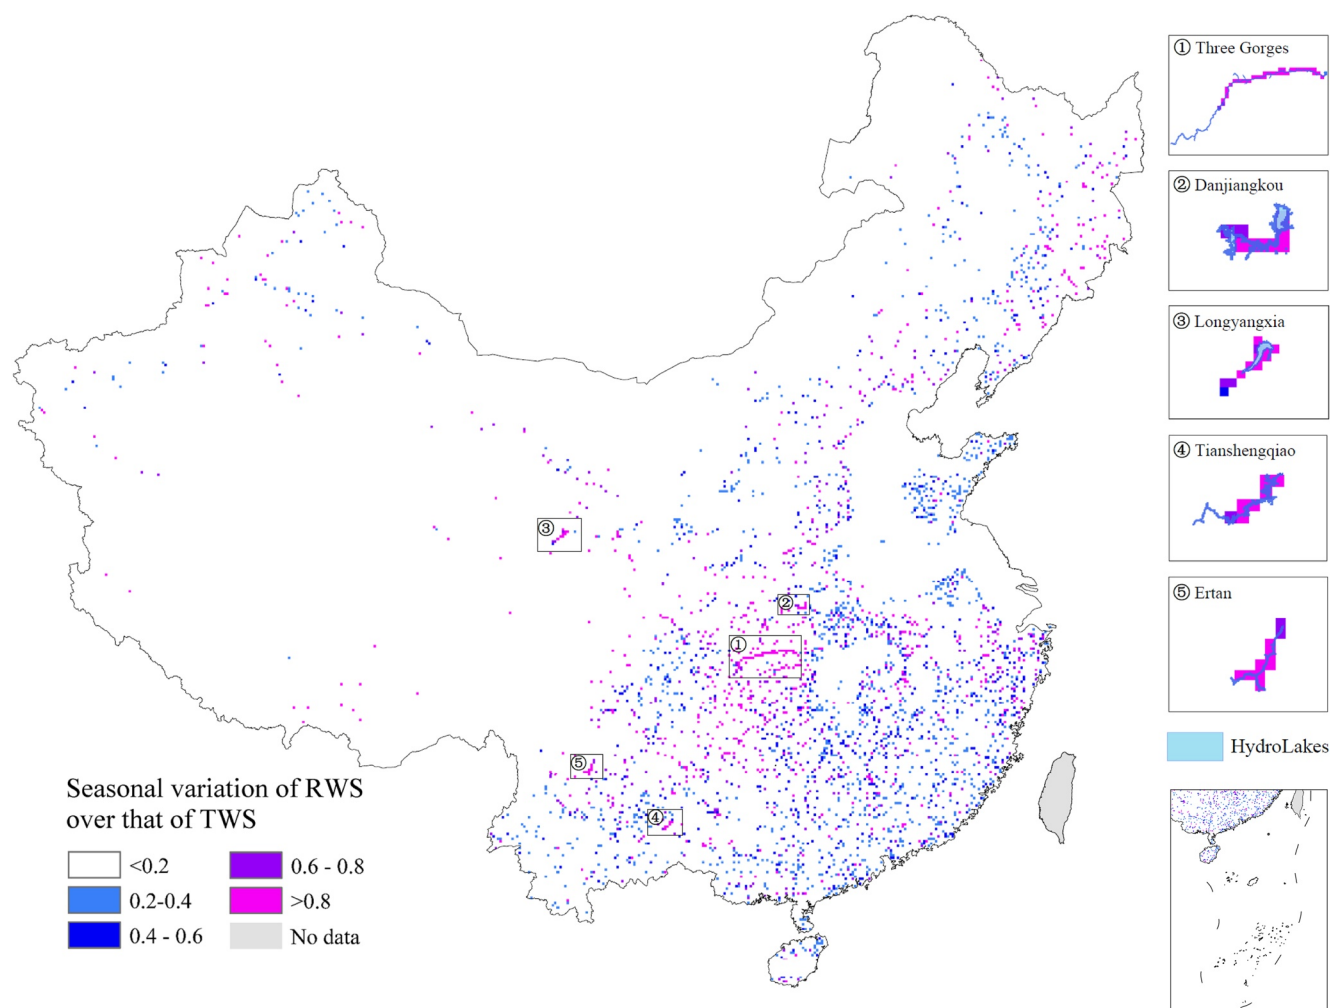 ① Three Gorges
② Danjiangkou
③ Longyangxia
④ Tianshengqiao
⑤ Ertan
HydroLakes
③
②
①
⑤
④
Seasonal variation of RWS
over that of TWS
<0.2
0.2-0.4
0.4 - 0.6
0.6 - 0.8
>0.8
No data